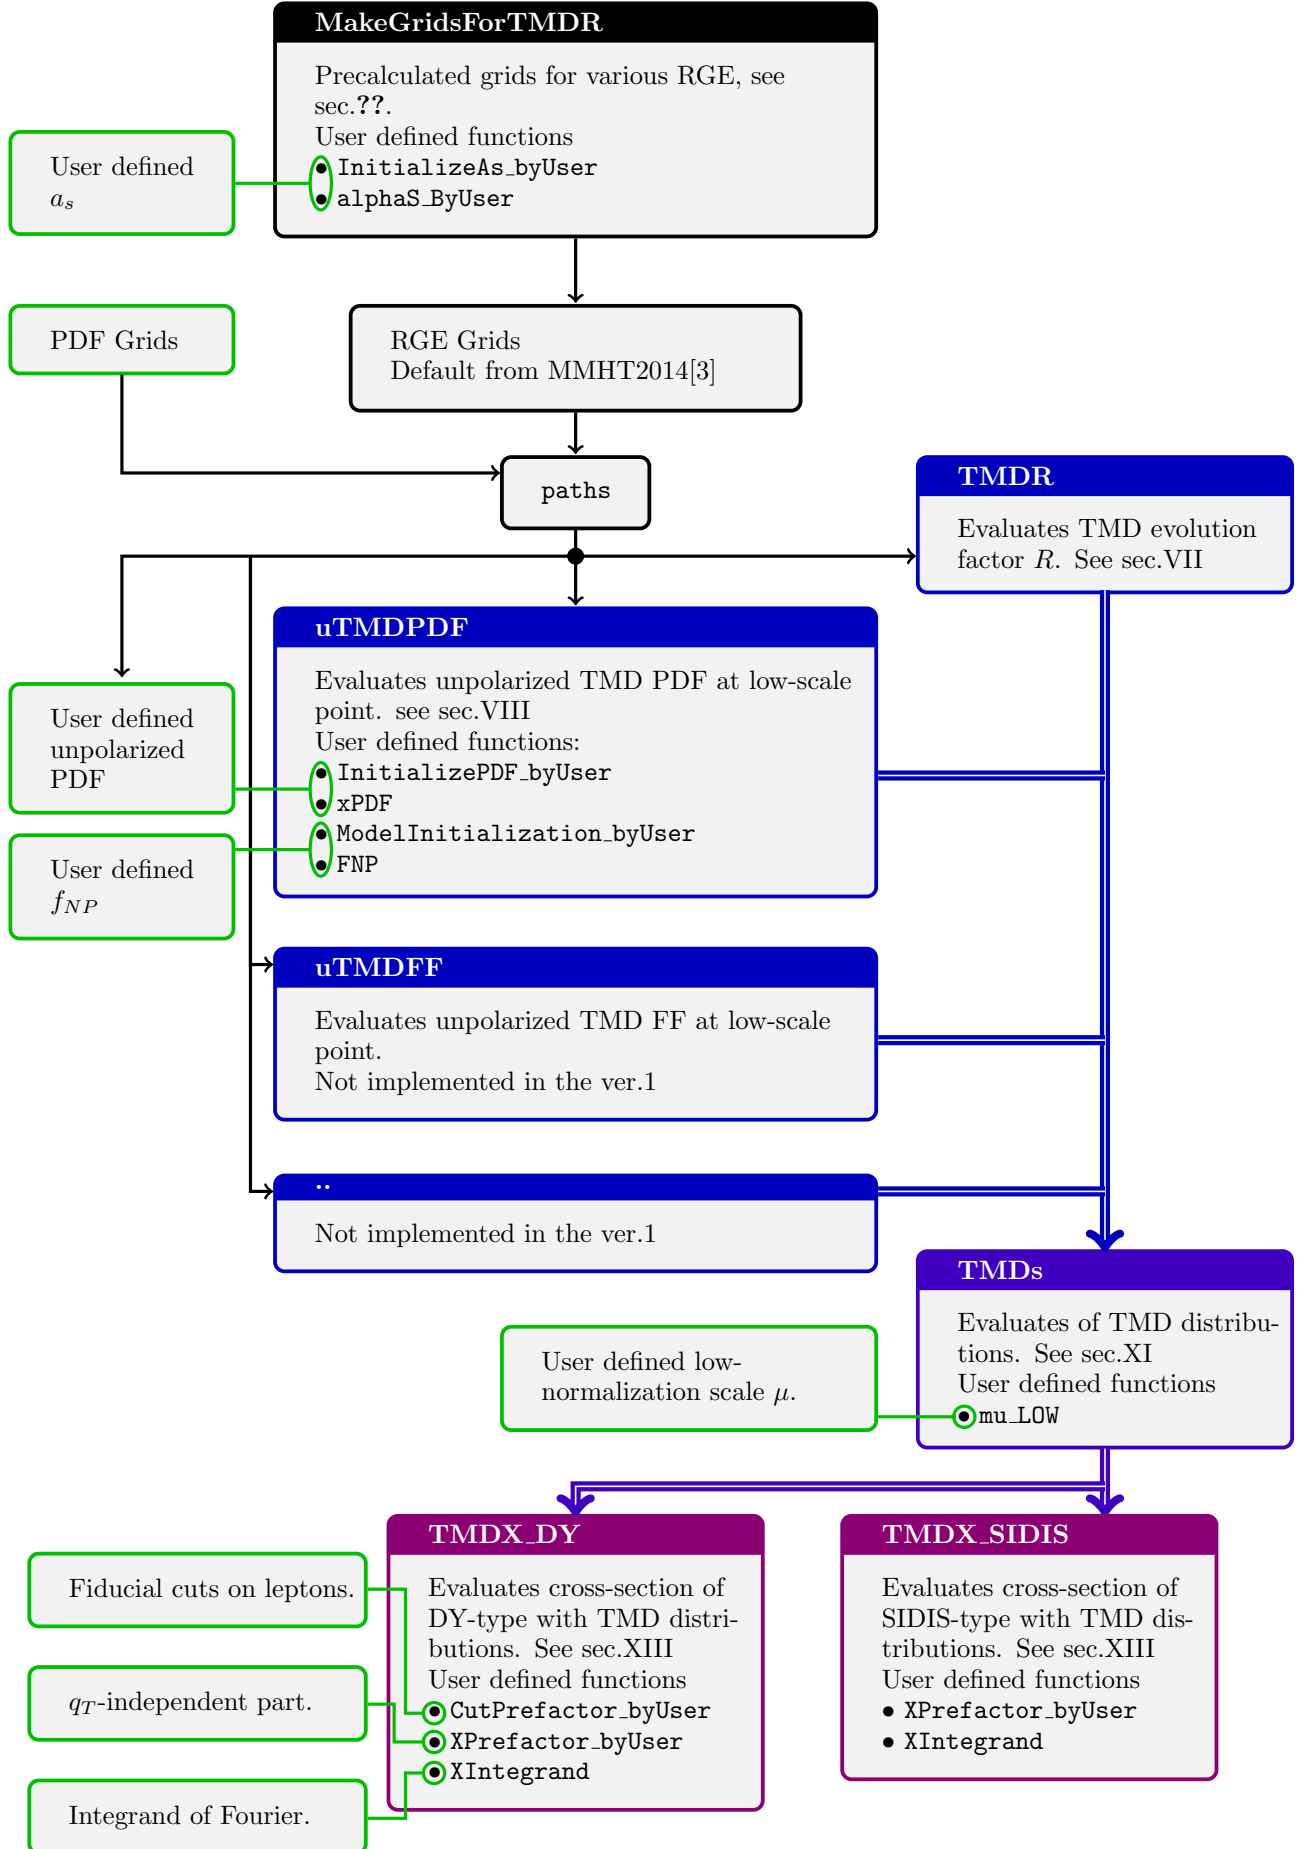 MakeGridsForTMDR
Precalculated grids for various RGE, see
sec.??.
User defined functions
• InitializeAs_byUser
• alphaS_ByUser
User defined
a_s
PDF Grids
RGE Grids
Default from MMHT2014[3]
paths
TMDR
Evaluates TMD evolution
factor R. See sec.VII
uTMDPDF
Evaluates unpolarized TMD PDF at low-scale
point. see sec.VIII
User defined functions:
• InitializePDF_byUser
• xPDF
• ModelInitialization_byUser
• FNP
User defined
unpolarized
PDF
User defined
f_{NP}
uTMDFF
Evaluates unpolarized TMD FF at low-scale
point.
Not implemented in the ver.1
..
Not implemented in the ver.1
TMDs
Evaluates of TMD distribu-
tions. See sec.XI
User defined functions
• mu_LOW
User defined low-
normalization scale μ.
TMDX_DY
Evaluates cross-section of
DY-type with TMD distri-
butions. See sec.XIII
User defined functions
• CutPrefactor_byUser
• XPrefactor_byUser
• XIntegrand
TMDX_SIDIS
Evaluates cross-section of
SIDIS-type with TMD dis-
tributions. See sec.XIII
User defined functions
• XPrefactor_byUser
• XIntegrand
Fiducial cuts on leptons.
q_T-independent part.
Integrand of Fourier.